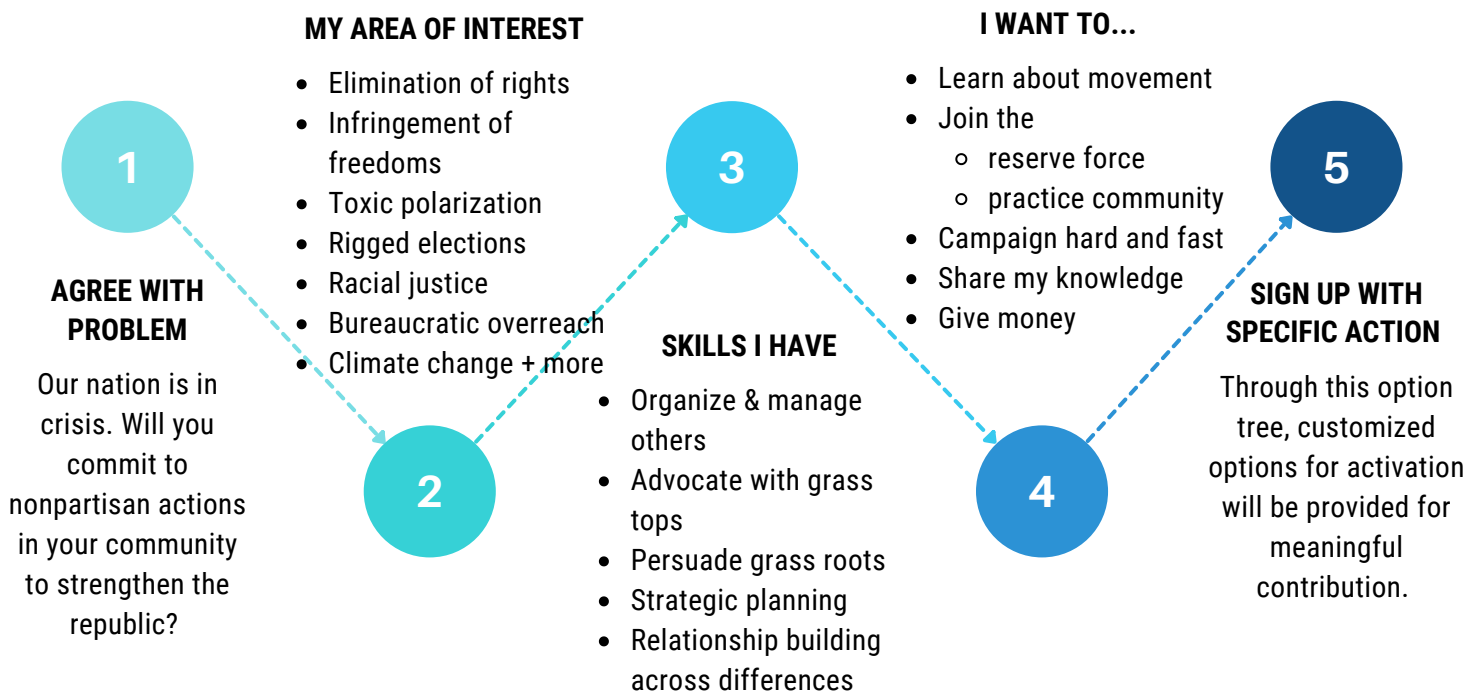 1
AGREE WITH
PROBLEM
Our nation is in
crisis. Will you
commit to
nonpartisan actions
in your community
to strengthen the
republic?
MY AREA OF INTEREST
• Elimination of rights
• Infringement of
freedoms
• Toxic polarization
• Rigged elections
• Racial justice
• Bureaucratic overreach
• Climate change + more
2
3
SKILLS I HAVE
• Organize & manage
others
• Advocate with grass
tops
• Persuade grass roots
• Strategic planning
• Relationship building
across differences
I WANT TO...
• Learn about movement
• Join the
◦ reserve force
◦ practice community
• Campaign hard and fast
• Share my knowledge
• Give money
4
5
SIGN UP WITH
SPECIFIC ACTION
Through this option
tree, customized
options for activation
will be provided for
meaningful
contribution.